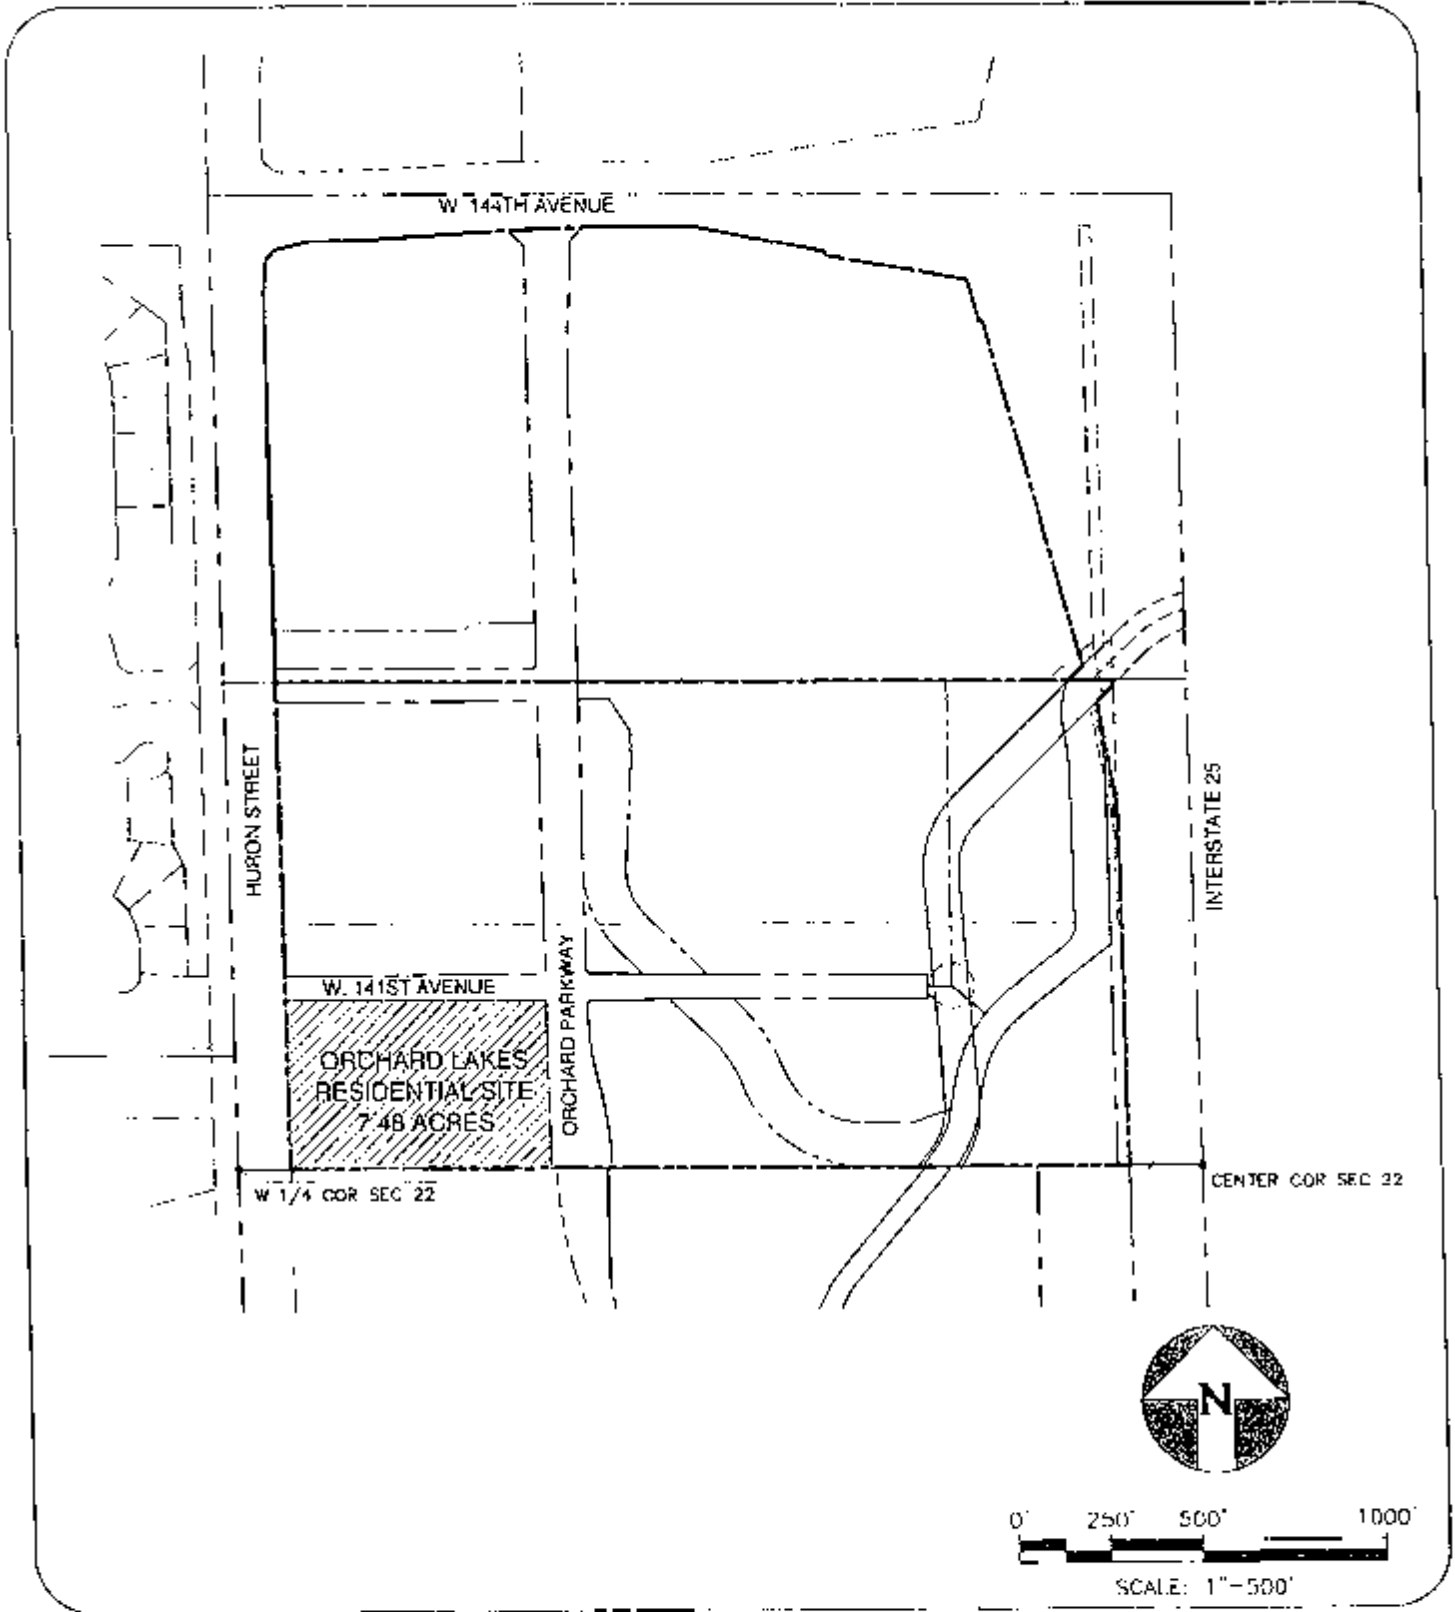 W. 144TH AVENUE
HURON STREET
INTERSTATE 25
ORCHARD PARKWAY
W. 141ST AVENUE
ORCHARD LAKES
RESIDENTIAL SITE
7.48 ACRES
W 1/4 COR SEC 22
CENTER COR SEC 22
N
0' 250' 500' 1000'
SCALE: 1"=500'